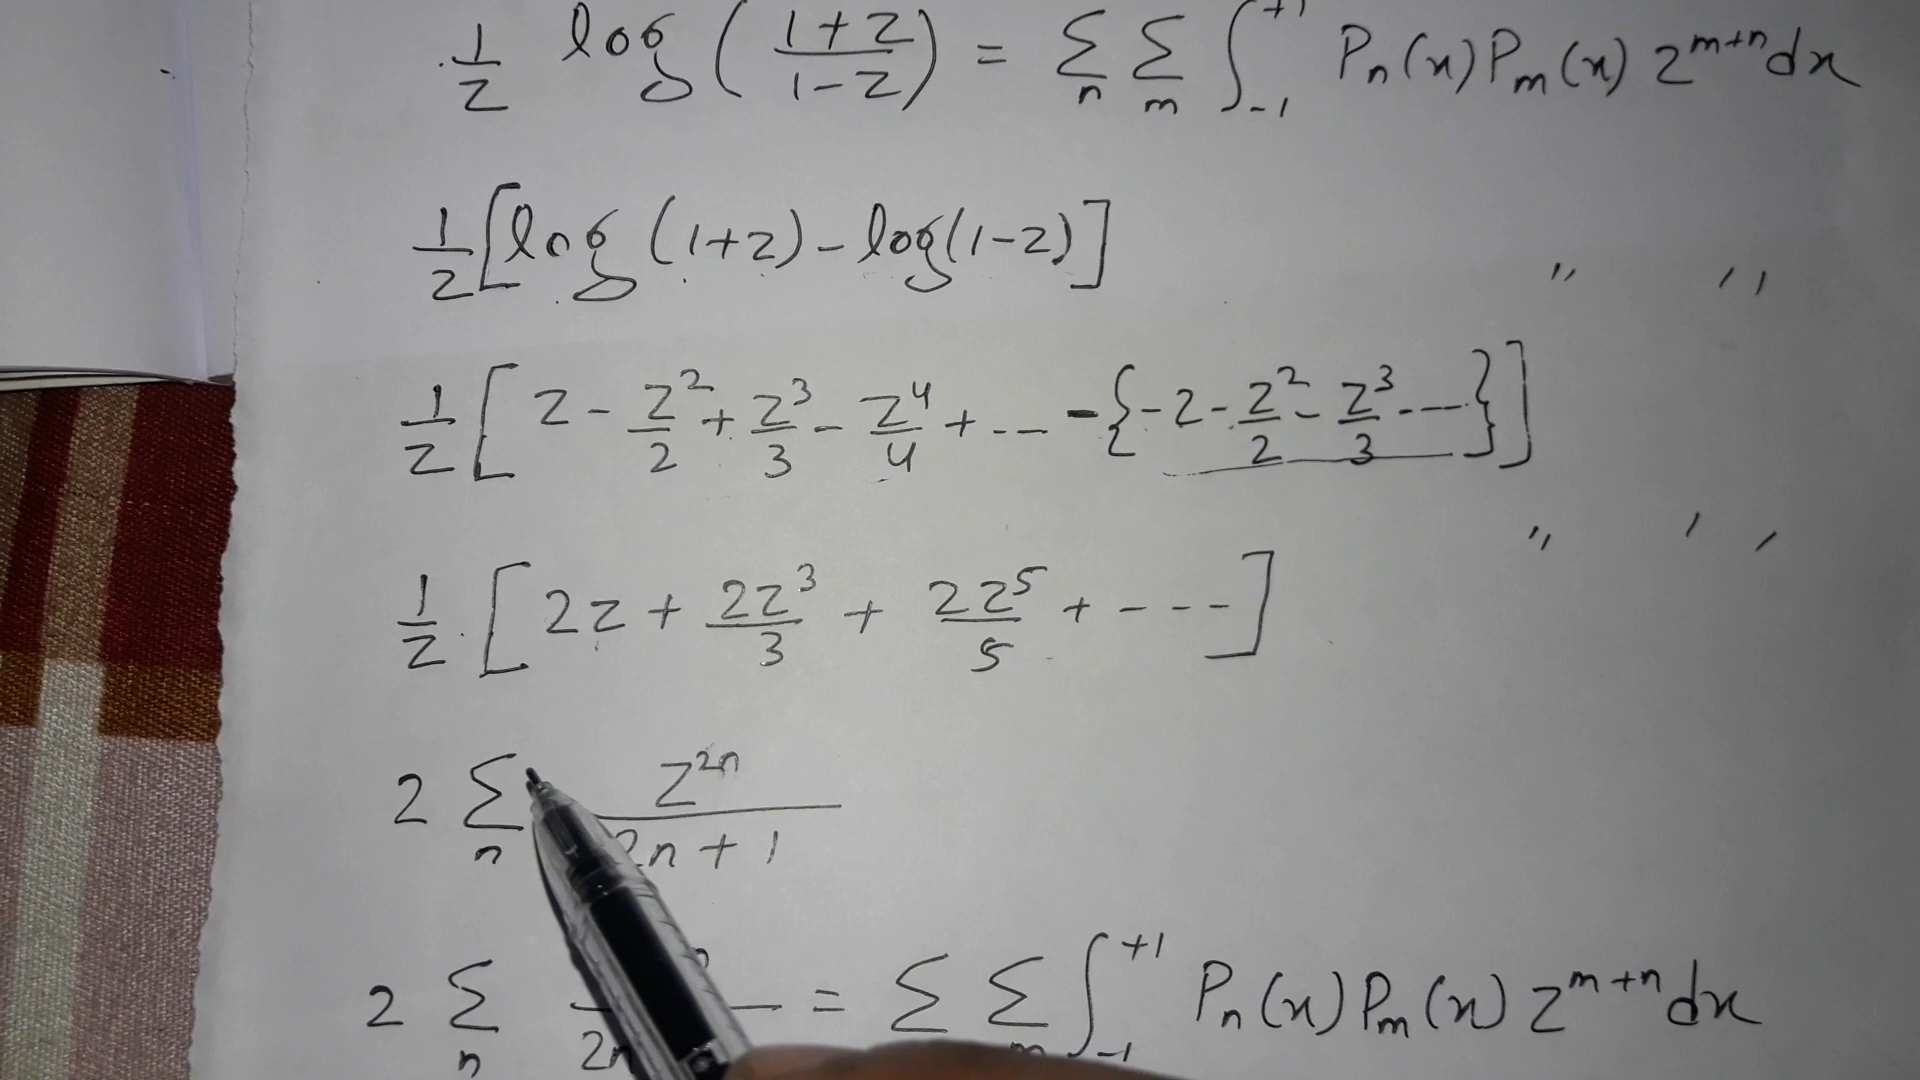 1/z log((1+z)/(1-z)) = Σ_n Σ_m ∫_{-1}^{+1} P_n(x) P_m(x) z^{m+n} dx
1/z [log(1+z) - log(1-z)] " "
1/z [z - z²/2 + z³/3 - z⁴/4 + --- - {-z - z²/2 - z³/3 - ---}]
" "
1/z [2z + 2z³/3 + 2z⁵/5 + ----]
2 Σ_n z^{2n}/(2n+1)
2 Σ_n = Σ Σ_m ∫_{-1}^{+1} P_n(x) P_m(x) z^{m+n} dx